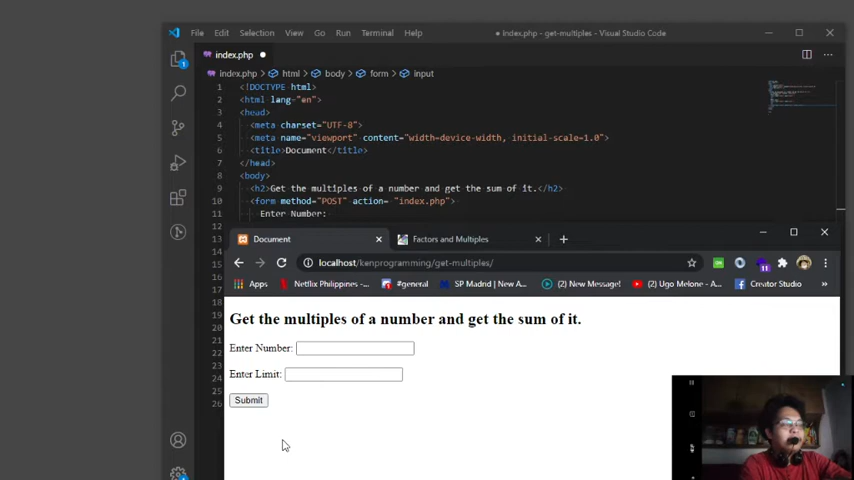 File Edit Selection View Go Run Terminal Help
● index.php - get-multiples - Visual Studio Code
index.php ●
index.php > html > body > form > input
1 <!DOCTYPE html>
2 <html lang="en">
3 <head>
4 <meta charset="UTF-8">
5 <meta name="viewport" content="width=device-width, initial-scale=1.0">
6 <title>Document</title>
7 </head>
8 <body>
9 <h2>Get the multiples of a number and get the sum of it.</h2>
10 <form method="POST" action= "index.php">
11 Enter Number:
12
13
14
15
16
17
18
19
20
21
22
23
24
25
26
1
Document
Factors and Multiples
localhost/kenprogramming/get-multiples/
11
Apps Netflix Philippines -... #general SP Madrid | New A... (2) New Message! (2) Ugo Melone - D... Creator Studio »
Get the multiples of a number and get the sum of it.
Enter Number:
Enter Limit:
Submit